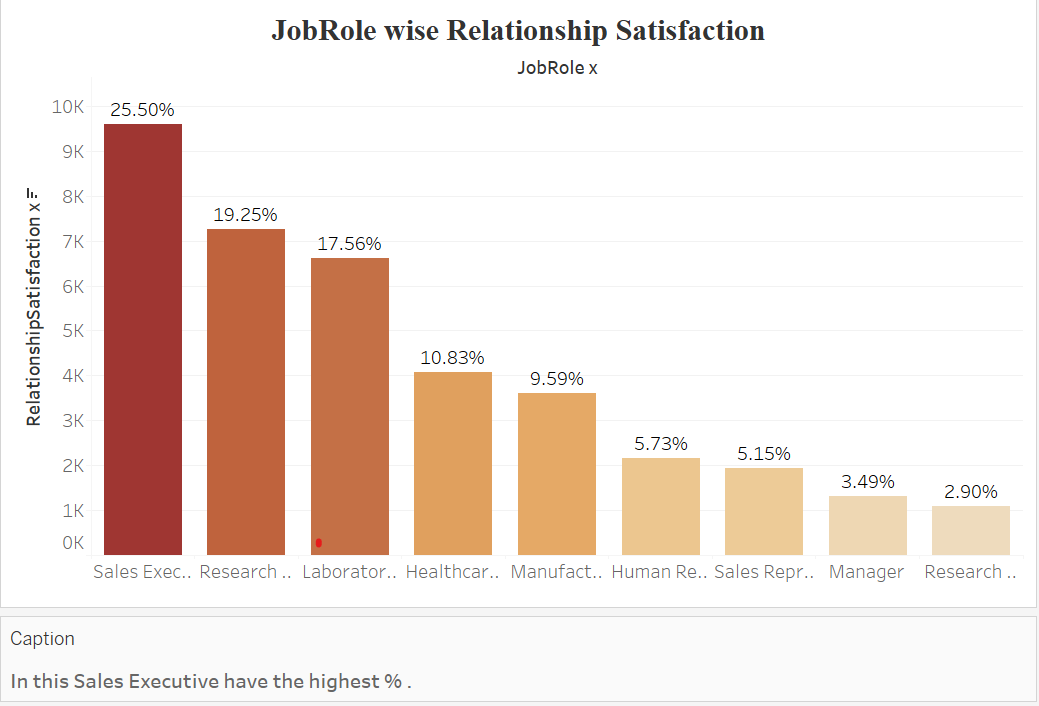 JobRole wise Relationship Satisfaction
JobRole x
RelationshipSatisfaction x
10K
9K
8K
7K
6K
5K
4K
3K
2K
1K
0K
25.50%
19.25%
17.56%
10.83%
9.59%
5.73%
5.15%
3.49%
2.90%
Sales Exec.. Research .. Laborator.. Healthcar.. Manufact.. Human Re.. Sales Repr.. Manager Research ..
Caption
In this Sales Executive have the highest % .